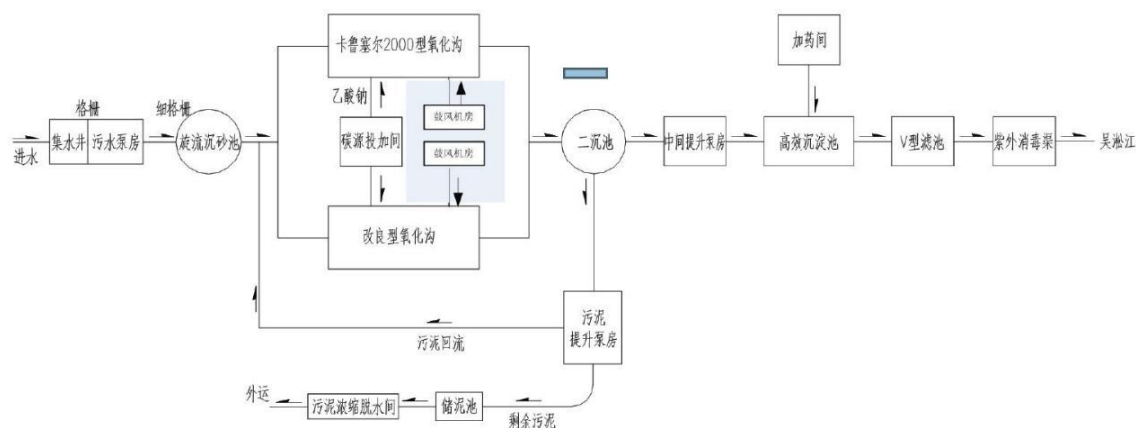 卡鲁塞尔2000型氧化沟
加药间
乙酸钠
格栅
细格栅
鼓风机房
集水井
污水泵房
旋流沉砂池
碳源投加间
鼓风机房
二沉池
中间提升泵房
高效沉淀池
V型滤池
紫外消毒渠
吴淞江
进水
改良型氧化沟
污泥
提升泵房
污泥回流
外运
污泥浓缩脱水间
储泥池
剩余污泥